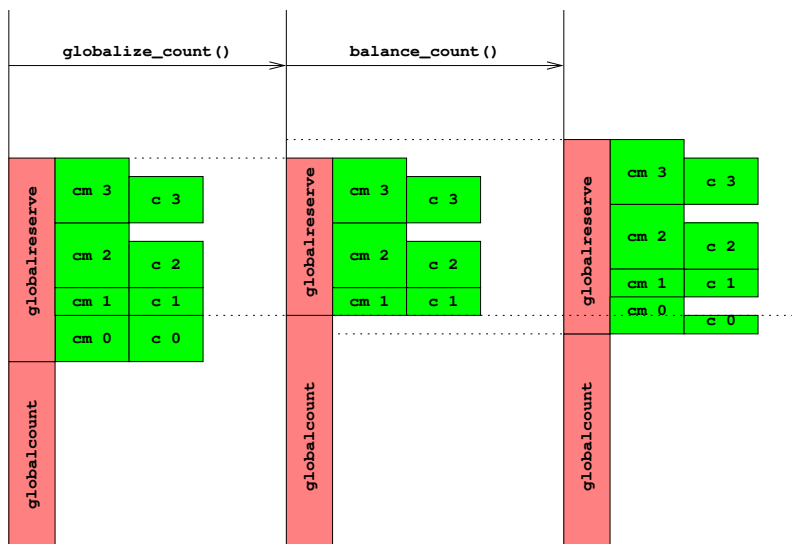 globalize_count()
balance_count()
globalreserve
cm 3
c 3
cm 2
c 2
cm 1
c 1
cm 0
c 0
globalcount
globalreserve
cm 3
c 3
cm 2
c 2
cm 1
c 1
globalcount
globalreserve
cm 3
c 3
cm 2
c 2
cm 1
c 1
cm 0
c 0
globalcount